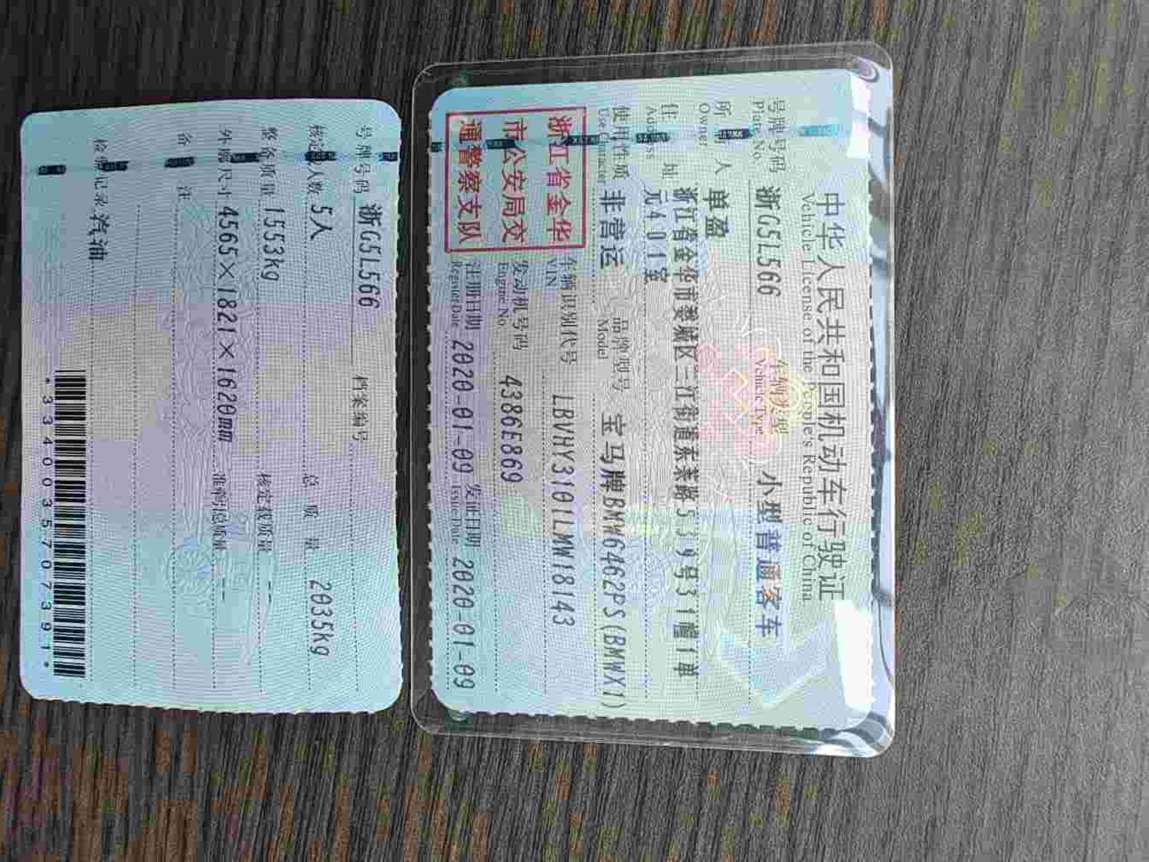 中华人民共和国机动车行驶证
Vehicle License of the People's Republic of China
号牌号码 浙G5L566 车辆类型 小型普通客车
Plate No. Vehicle Type
所有人 单盈
Owner
住址 浙江省金华市婺城区三江街道东莱路539号31幢1单
元401室
Address
使用性质 非营运 品牌型号 宝马牌BMW6462PS(BMWX1)
Use Character Model
浙江省金华
市公安局交
通警察支队
车辆识别代号 LBVHY3101LMW18143
VIN
发动机号码 4386E869
Engine No.
注册日期 2020-01-09 发证日期 2020-01-09
Register Date Issue Date
号牌号码 浙G5L566 档案编号
核定载人数 5人 总质量 2035kg
整备质量 1553kg 核定载质量 --
外廓尺寸 4565×1821×1620mm 准牵引总质量 --
备注
检验记录 汽油
*3340035707391*